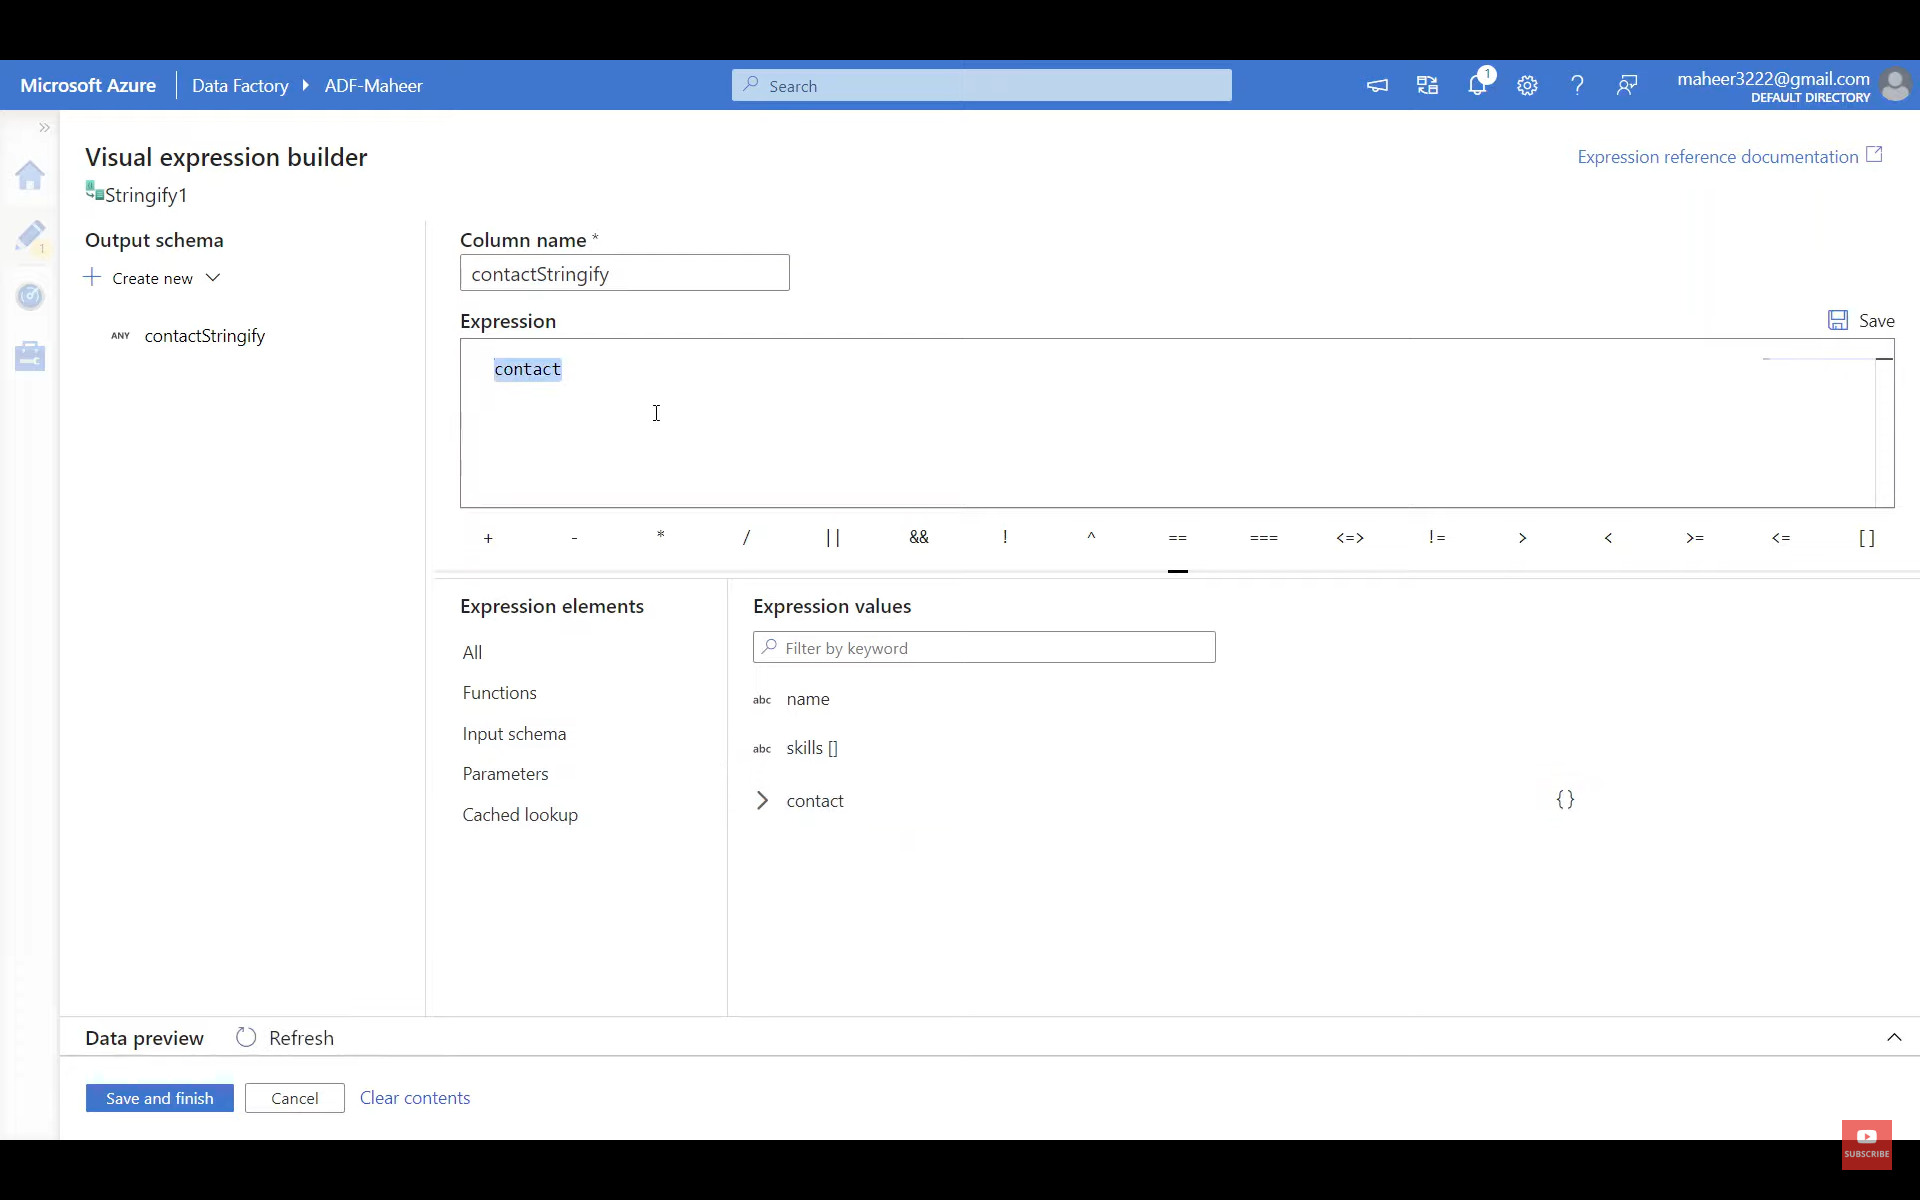 Microsoft Azure
Data Factory
ADF-Maheer
Search
1
?
maheer3222@gmail.com
DEFAULT DIRECTORY
Visual expression builder
Expression reference documentation
Stringify1
1
Output schema
Create new
ANY contactStringify
Column name *
contactStringify
Expression
Save
contact
+ - * / || && ! ^ == === <=> != > < >= <= []
Expression elements
All
Functions
Input schema
Parameters
Cached lookup
Expression values
Filter by keyword
abc name
abc skills []
contact {}
Data preview
Refresh
Save and finish
Cancel
Clear contents
SUBSCRIBE